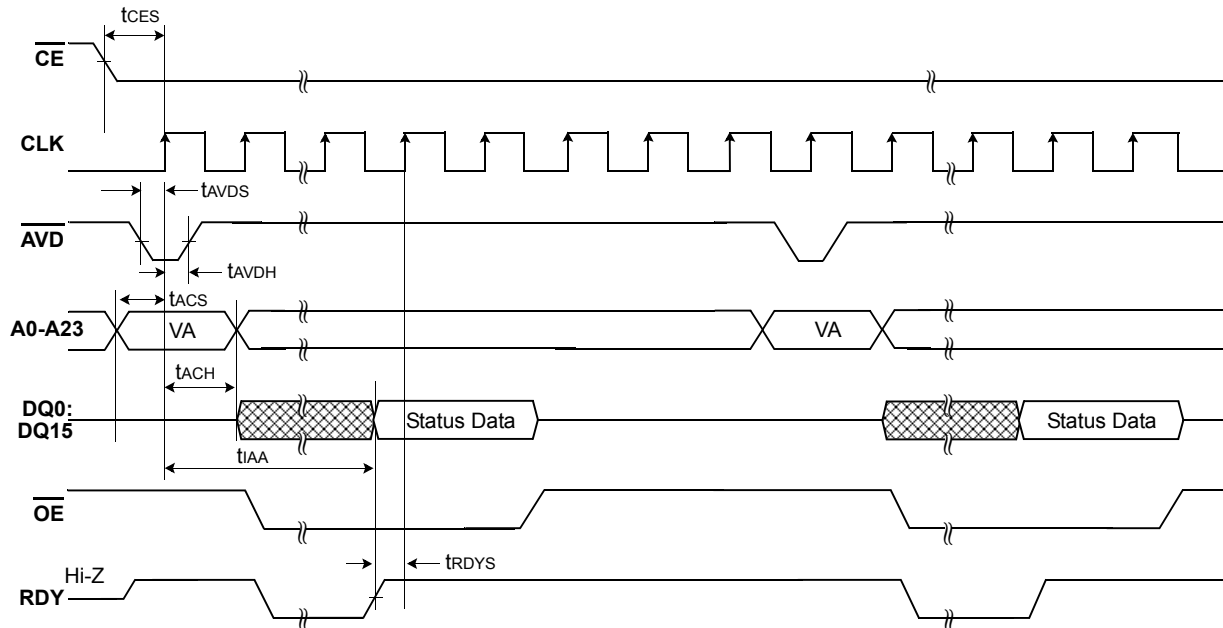 tCES
CE
CLK
tAVDS
AVD
tAVDH
tACS
A0-A23
VA
VA
tACH
DQ0:
DQ15
Status Data
Status Data
tIAA
OE
tRDYS
Hi-Z
RDY